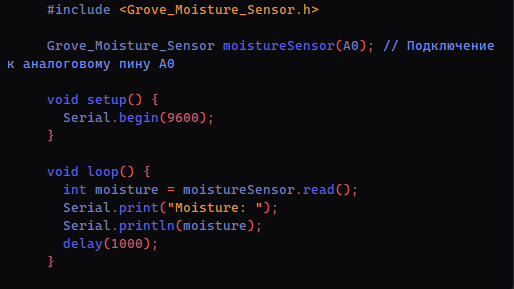 #include <Grove_Moisture_Sensor.h>
Grove_Moisture_Sensor moistureSensor(A0); // Подключение
к аналоговому пину A0
void setup() {
Serial.begin(9600);
}
void loop() {
int moisture = moistureSensor.read();
Serial.print("Moisture: ");
Serial.println(moisture);
delay(1000);
}